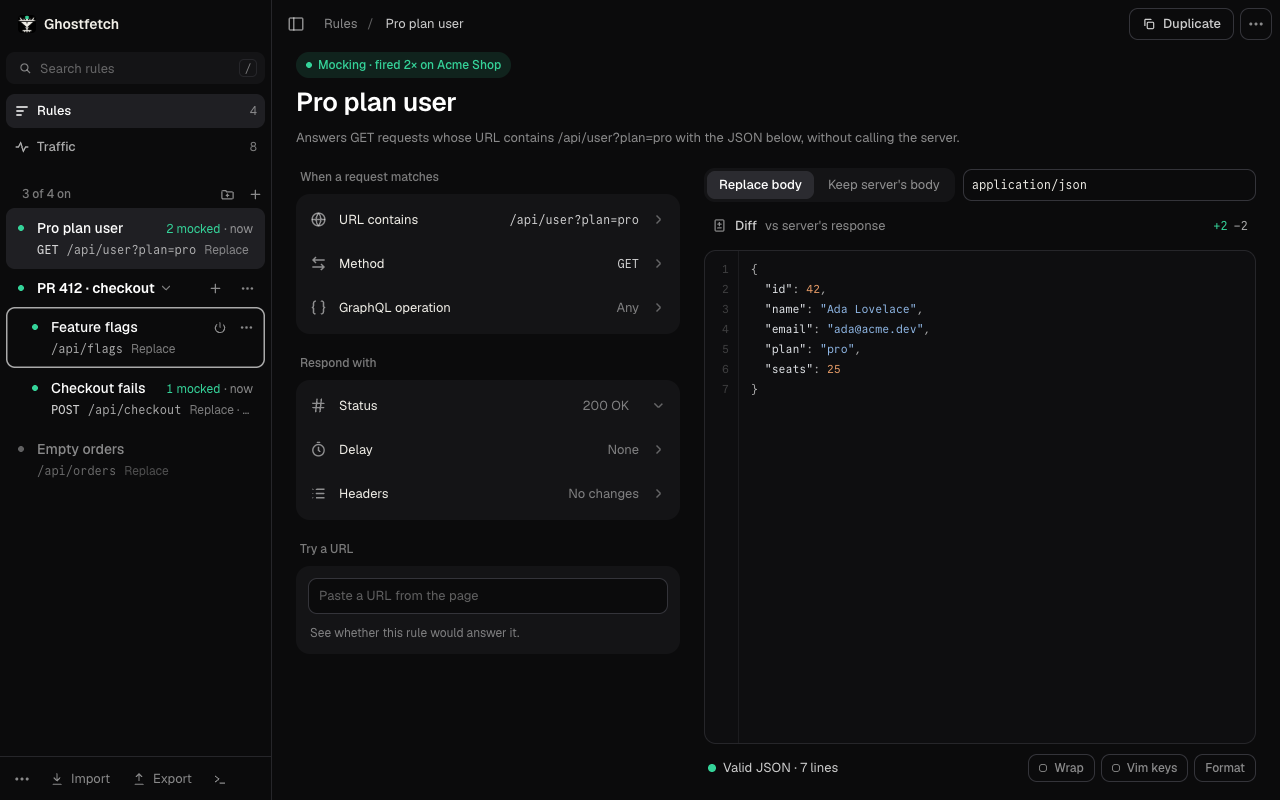 Ghostfetch
Search rules /
Rules 4
Traffic 8
3 of 4 on
Pro plan user 2 mocked · now
GET /api/user?plan=pro Replace
PR 412 · checkout
Feature flags
/api/flags Replace
Checkout fails 1 mocked · now
POST /api/checkout Replace · …
Empty orders
/api/orders Replace
Import Export
Rules / Pro plan user
Duplicate
Mocking · fired 2× on Acme Shop
Pro plan user
Answers GET requests whose URL contains /api/user?plan=pro with the JSON below, without calling the server.
When a request matches
URL contains /api/user?plan=pro
Method GET
GraphQL operation Any
Respond with
Status 200 OK
Delay None
Headers No changes
Try a URL
Paste a URL from the page
See whether this rule would answer it.
Replace body Keep server's body application/json
Diff vs server's response +2 −2
1 {
2 "id": 42,
3 "name": "Ada Lovelace",
4 "email": "ada@acme.dev",
5 "plan": "pro",
6 "seats": 25
7 }
Valid JSON · 7 lines
Wrap Vim keys Format